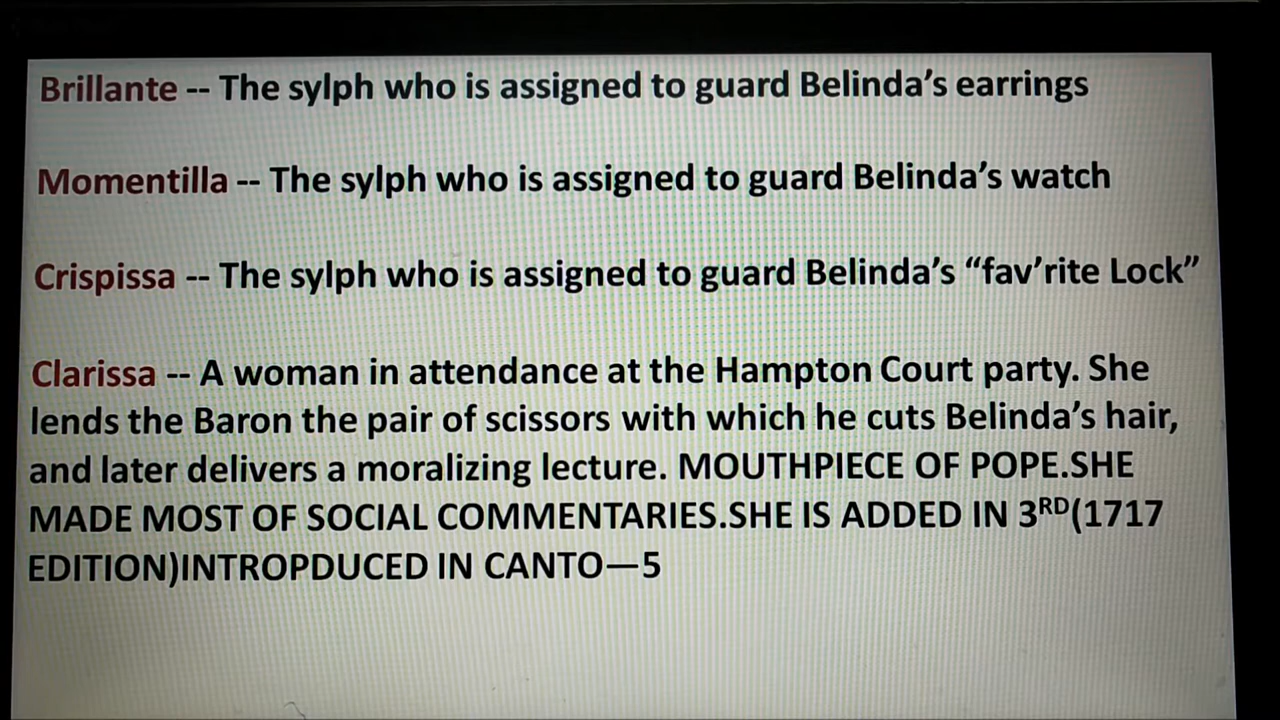 Brillante -- The sylph who is assigned to guard Belinda’s earrings
Momentilla -- The sylph who is assigned to guard Belinda’s watch
Crispissa -- The sylph who is assigned to guard Belinda’s “fav’rite Lock”
Clarissa -- A woman in attendance at the Hampton Court party. She
lends the Baron the pair of scissors with which he cuts Belinda’s hair,
and later delivers a moralizing lecture. MOUTHPIECE OF POPE.SHE
MADE MOST OF SOCIAL COMMENTARIES.SHE IS ADDED IN 3RD(1717
EDITION)INTROPDUCED IN CANTO—5